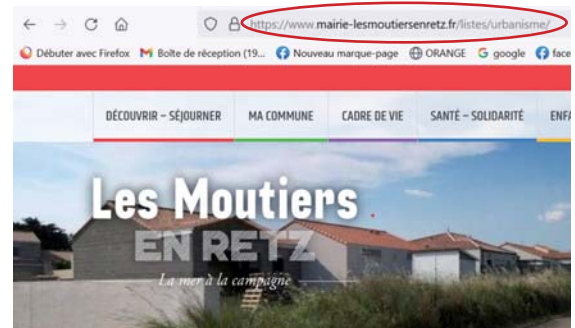 https://www.mairie-lesmoutiersenretz.fr/listes/urbanisme/
Débuter avec Firefox Boîte de réception (19... Nouveau marque-page ORANGE google face
DÉCOUVRIR – SÉJOURNER MA COMMUNE CADRE DE VIE SANTÉ – SOLIDARITÉ ENFA
Les Moutiers
EN RETZ
La mer à la campagne